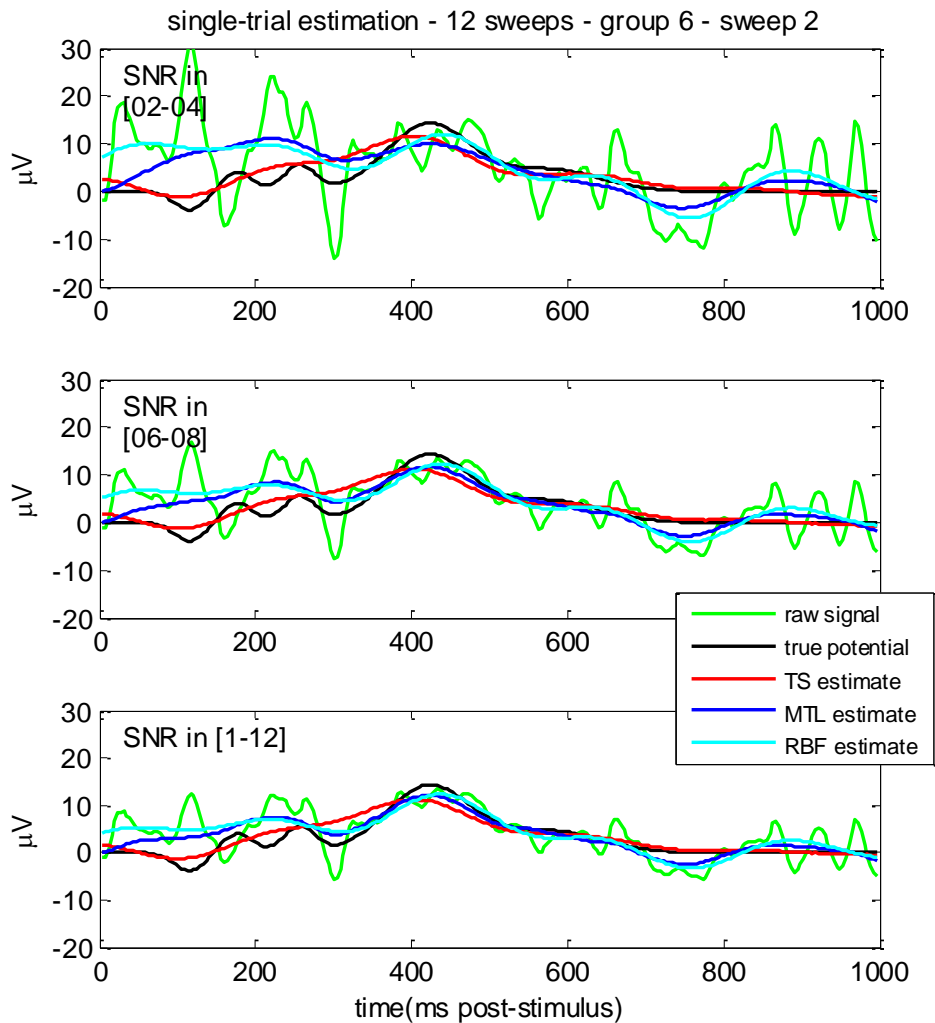 single-trial estimation - 12 sweeps - group 6 - sweep 2
30
20
10
0
-10
-20
µV
SNR in
[02-04]
0
200
400
600
800
1000
30
20
10
0
-10
-20
µV
SNR in
[06-08]
0
200
400
600
raw signal
true potential
TS estimate
MTL estimate
RBF estimate
30
20
10
0
-10
-20
µV
SNR in [1-12]
0
200
400
600
800
1000
time(ms post-stimulus)